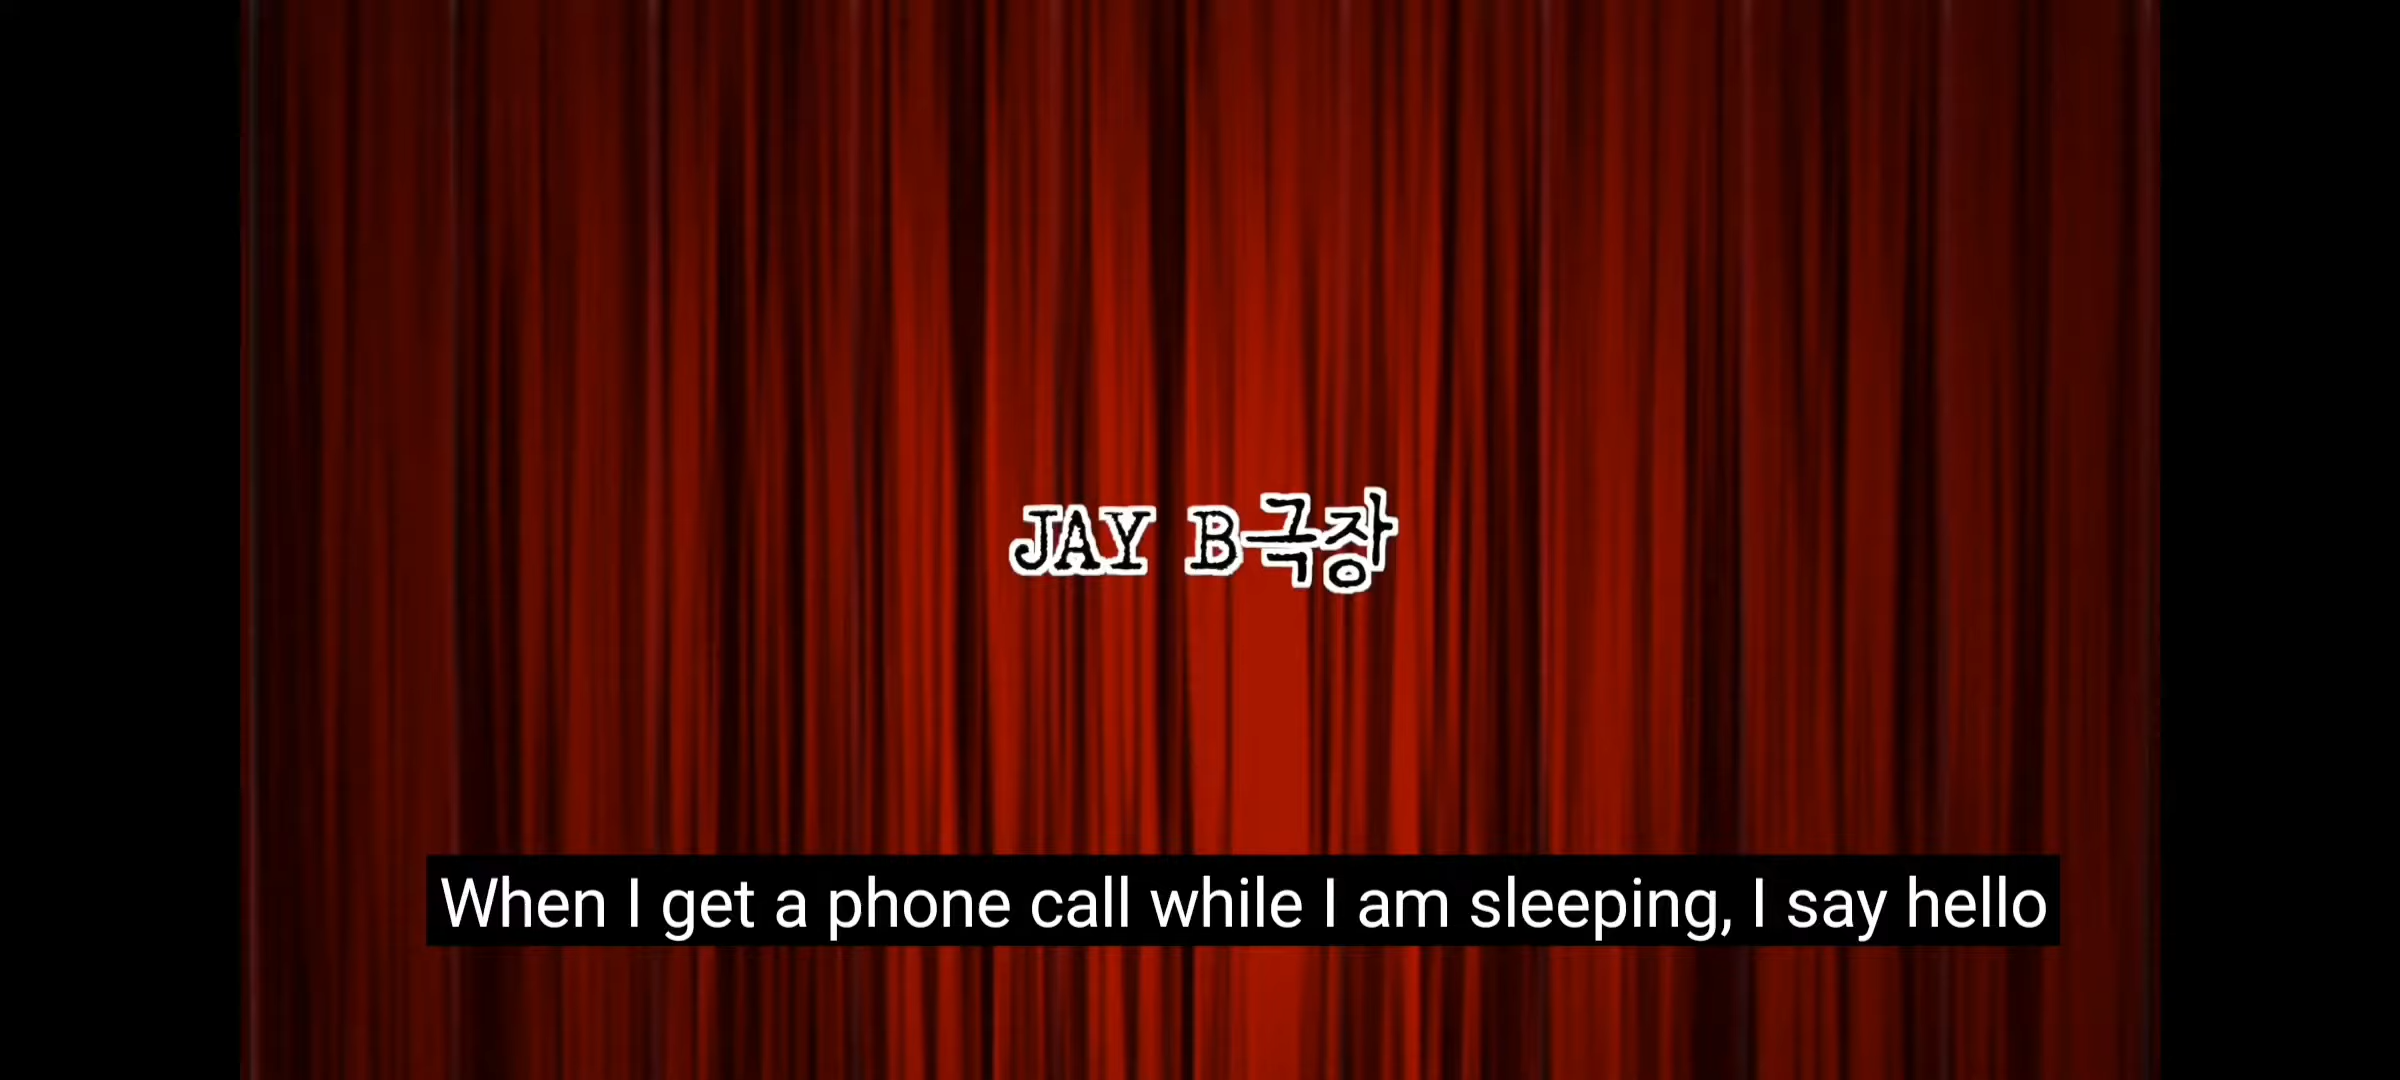 JAY B극장
When I get a phone call while I am sleeping, I say hello